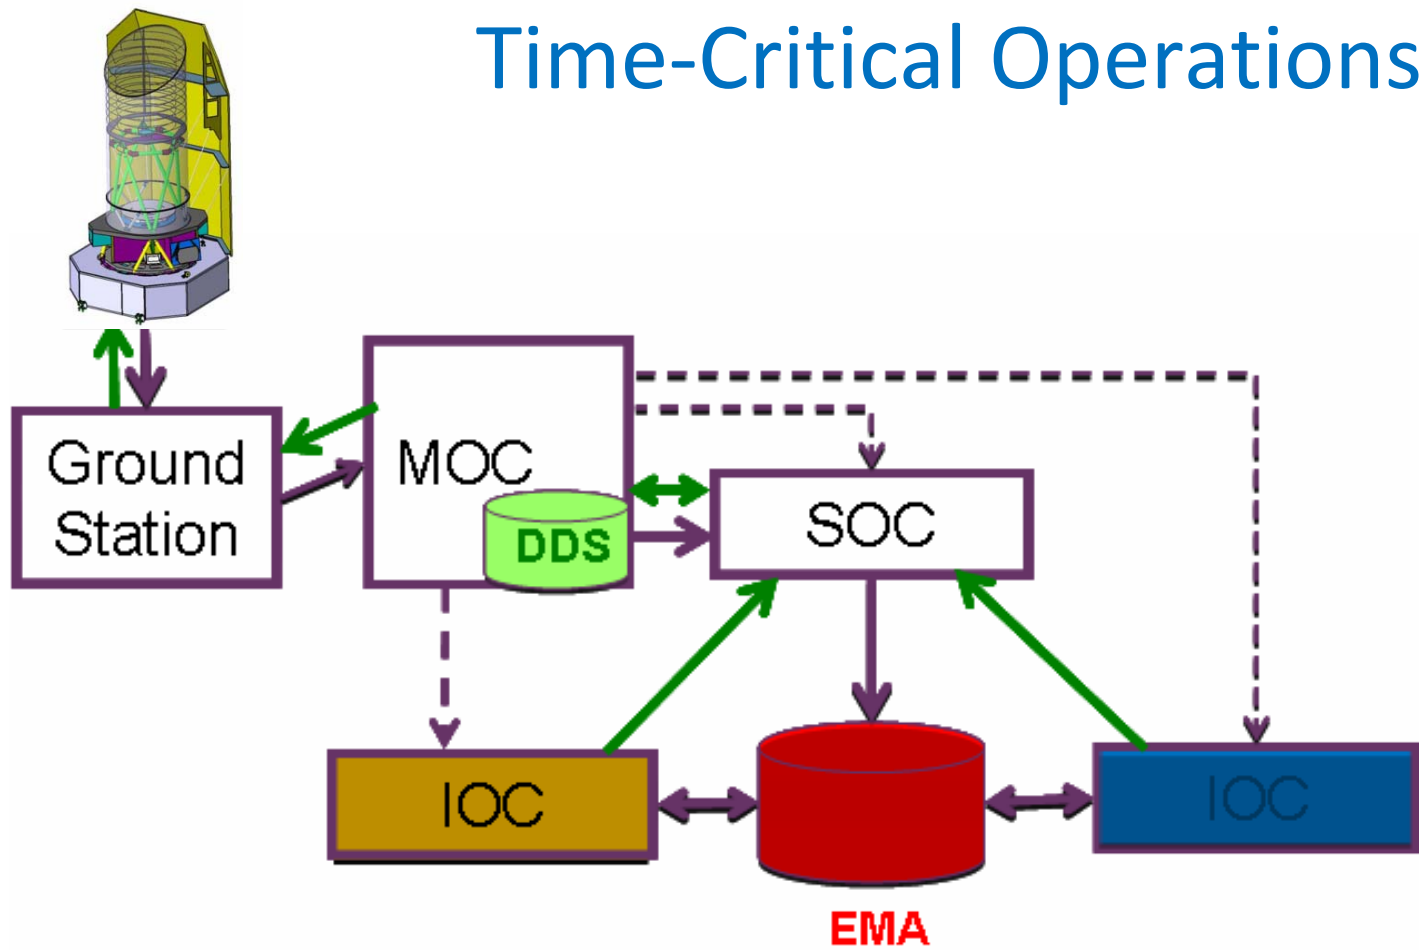 Time-Critical Operations
Ground
Station
MOC
DDS
SOC
IOC
IOC
EMA